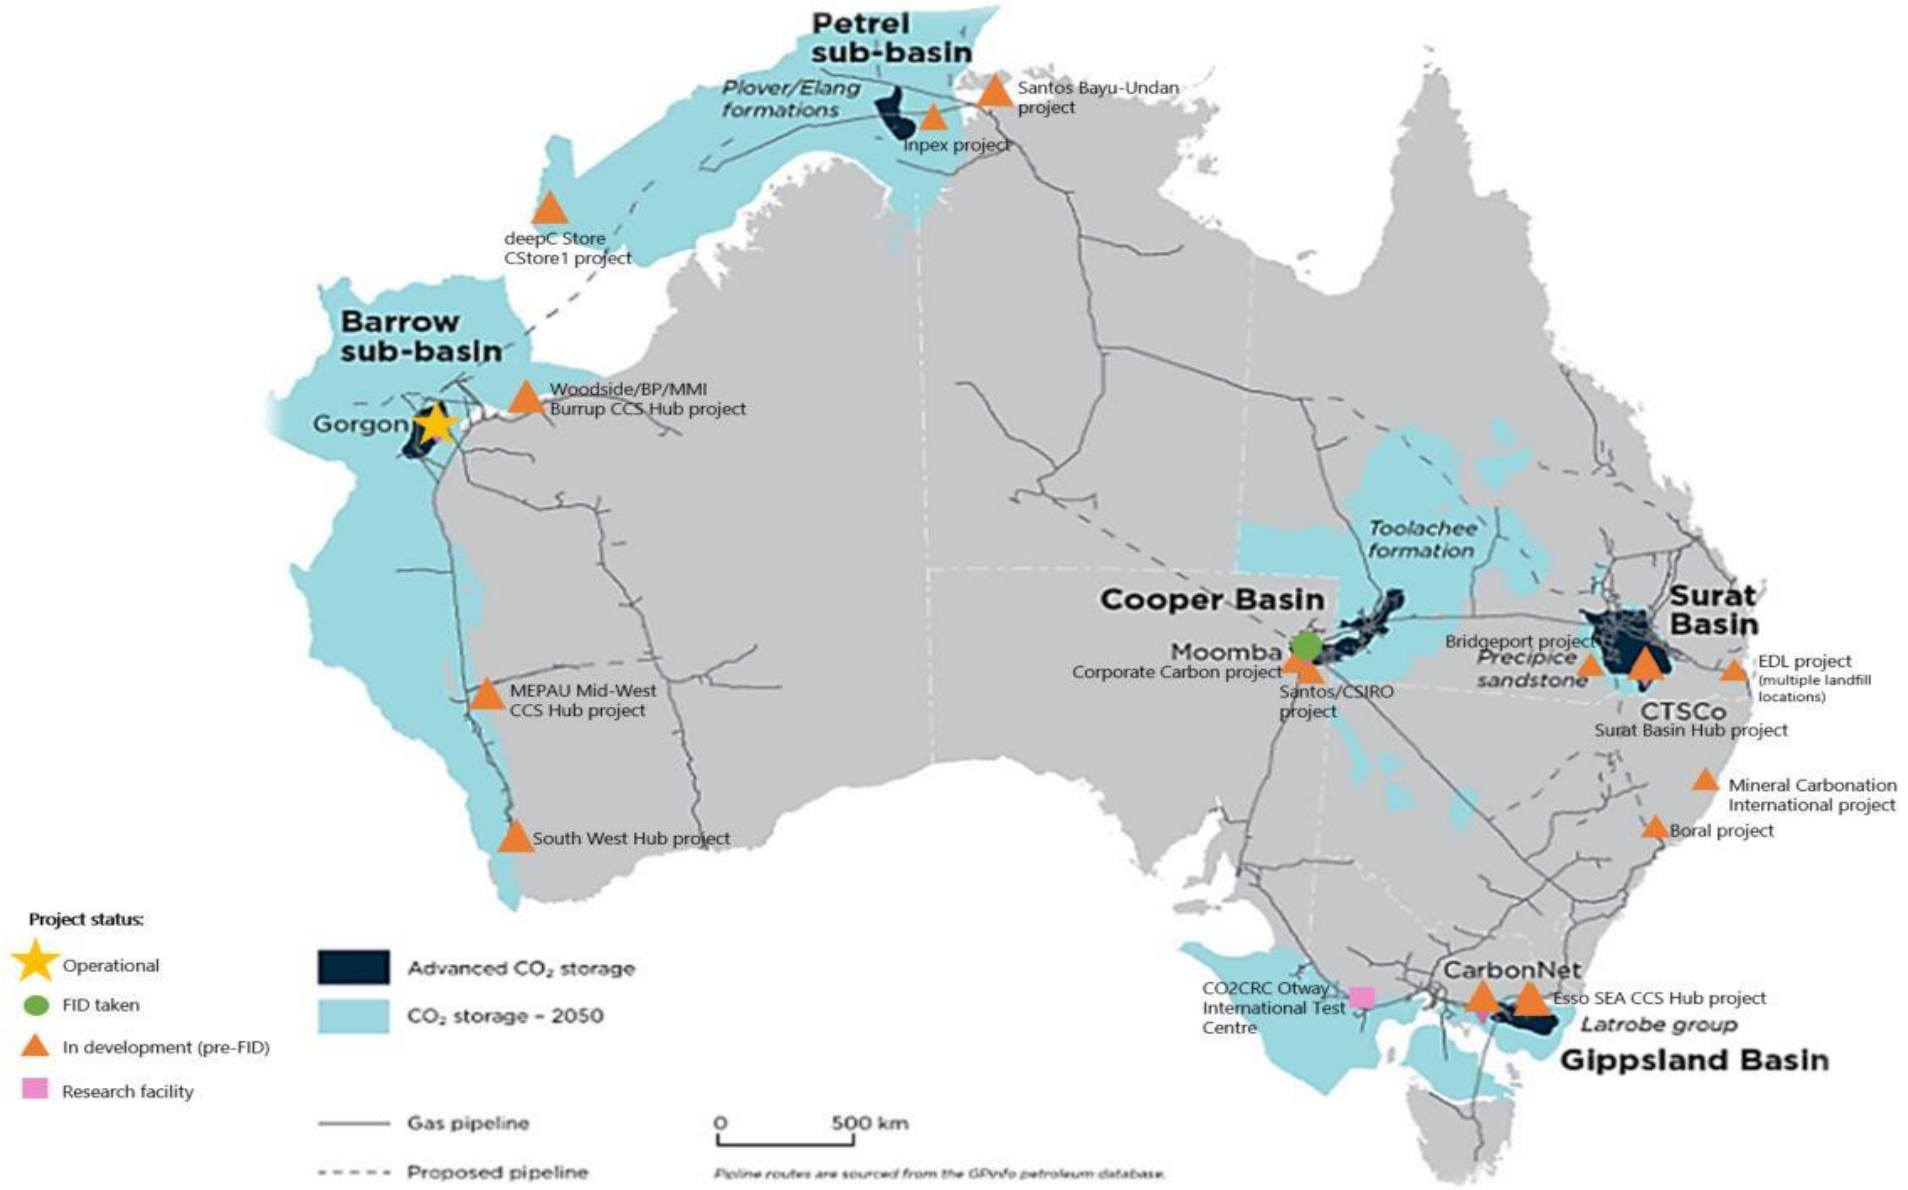 Petrel
sub-basin
Plover/Elang
formations
Santos Bayu-Undan
project
Inpex project
deepC Store
CStore1 project
Barrow
sub-basin
Woodside/BP/MMI
Burrup CCS Hub project
Gorgon
Toolachee
formation
Cooper Basin
Surat
Basin
Moomba
Bridgeport project
Precipice
sandstone
EDL project
(multiple landfill
locations)
Corporate Carbon project
Santos/CSIRO
project
MEPAU Mid-West
CCS Hub project
CTSCo
Surat Basin Hub project
Mineral Carbonation
International project
Boral project
South West Hub project
CarbonNet
CO2CRC Otway
International Test
Centre
Esso SEA CCS Hub project
Latrobe group
Gippsland Basin
Project status:
Operational
FID taken
In development (pre-FID)
Research facility
Advanced CO₂ storage
CO₂ storage – 2050
Gas pipeline
Proposed pipeline
0 500 km
Pipline routes are sourced from the GPinfo petroleum database.